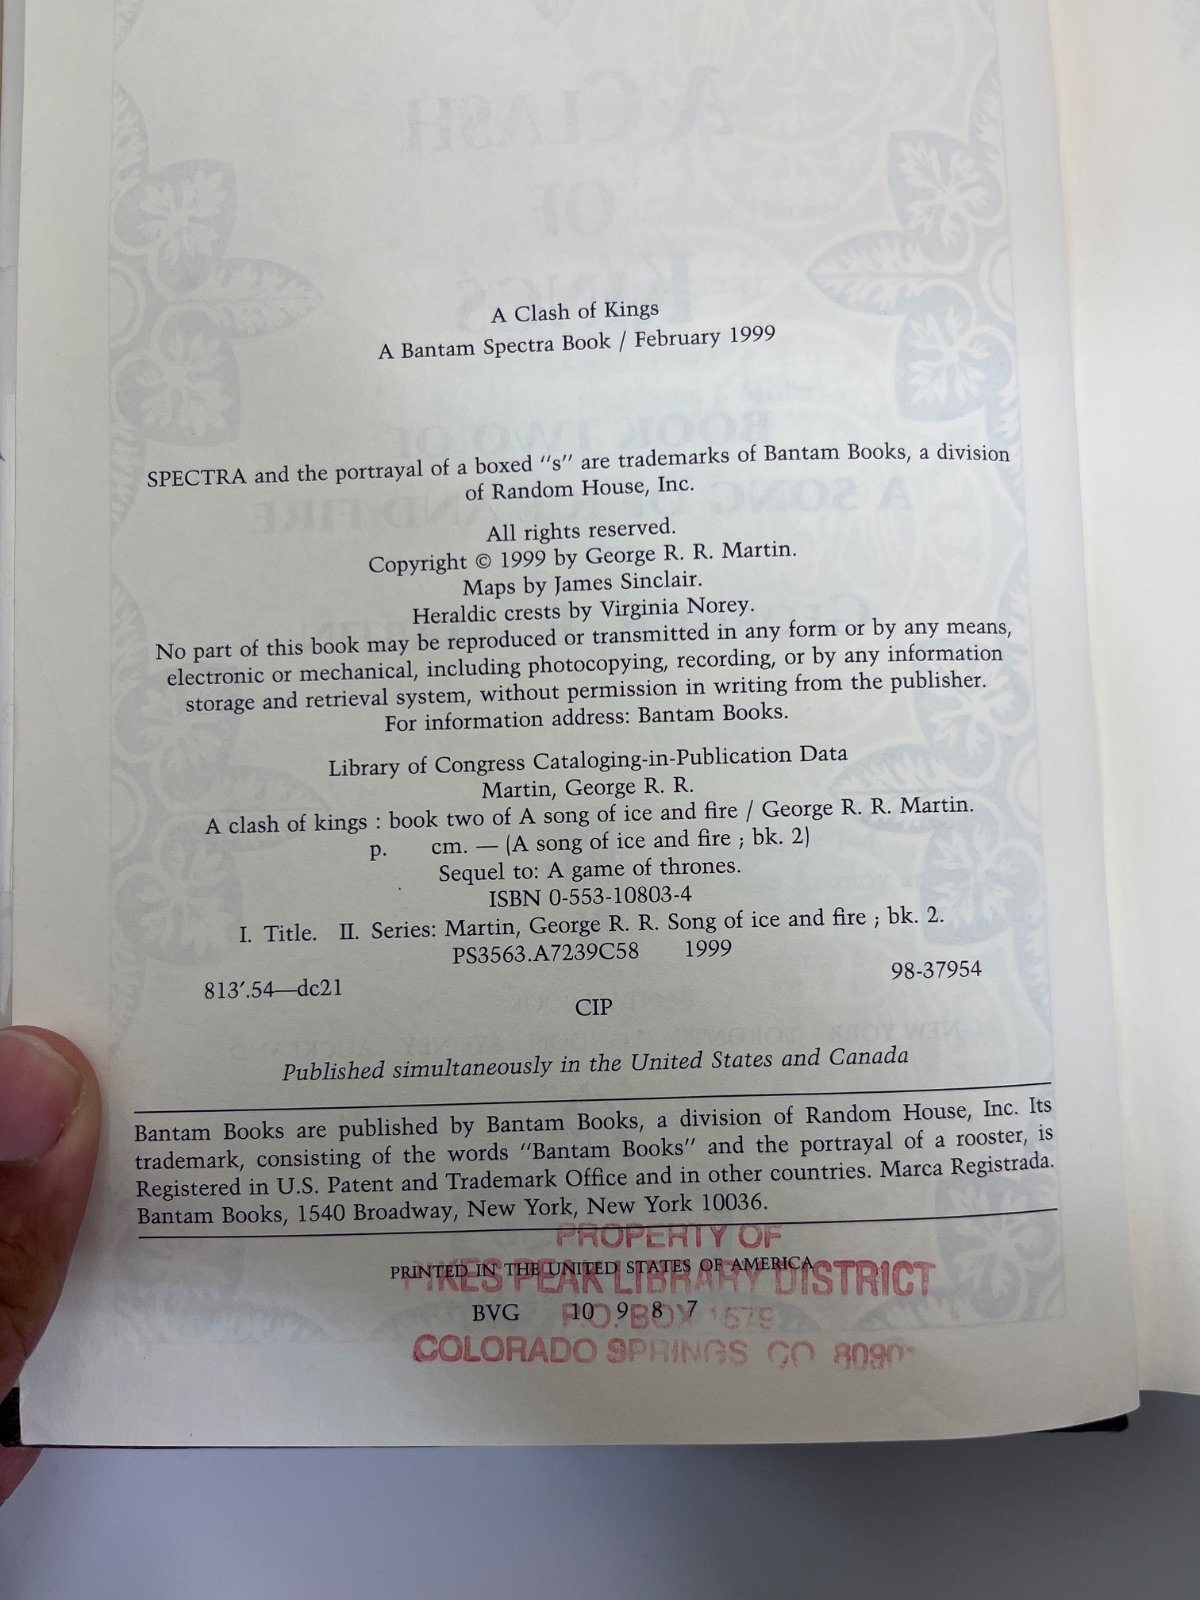 A Clash of Kings
A Bantam Spectra Book / February 1999
SPECTRA and the portrayal of a boxed “s” are trademarks of Bantam Books, a division
of Random House, Inc.
All rights reserved.
Copyright © 1999 by George R. R. Martin.
Maps by James Sinclair.
Heraldic crests by Virginia Norey.
No part of this book may be reproduced or transmitted in any form or by any means,
electronic or mechanical, including photocopying, recording, or by any information
storage and retrieval system, without permission in writing from the publisher.
For information address: Bantam Books.
Library of Congress Cataloging-in-Publication Data
Martin, George R. R.
A clash of kings : book two of A song of ice and fire / George R. R. Martin.
p. cm. — (A song of ice and fire ; bk. 2)
Sequel to: A game of thrones.
ISBN 0-553-10803-4
I. Title. II. Series: Martin, George R. R. Song of ice and fire ; bk. 2.
PS3563.A7239C58 1999
813′.54—dc21 98-37954
CIP
Published simultaneously in the United States and Canada
Bantam Books are published by Bantam Books, a division of Random House, Inc. Its
trademark, consisting of the words “Bantam Books” and the portrayal of a rooster, is
Registered in U.S. Patent and Trademark Office and in other countries. Marca Registrada.
Bantam Books, 1540 Broadway, New York, New York 10036.
PROPERTY OF
PRINTED IN THE UNITED STATES OF AMERICA
PIKES PEAK LIBRARY DISTRICT
BVG 10 9 8 7
P.O. BOX 1579
COLORADO SPRINGS CO